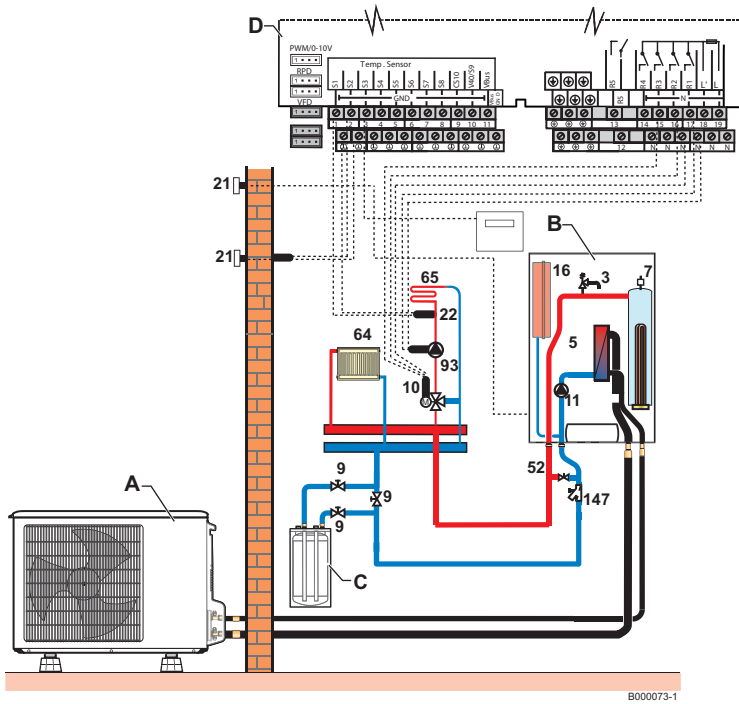 D
PWM/0-10V
RPD
VFD
Temp. Sensor
S1 S2 S3 S4 S5 S6 S7 S8 CS10 V40/S9 VBus
GND
1 2 3 4 5 6 7 8 9 10 11
R5 R4 R3 R2 R1 L' L
R5 N
13 14 15 16 17 18 19
12 N N N N N N
21
21
B
16
3
7
65
22
5
64
93
10
M
11
9
52
9
147
9
A
C
B000073-1